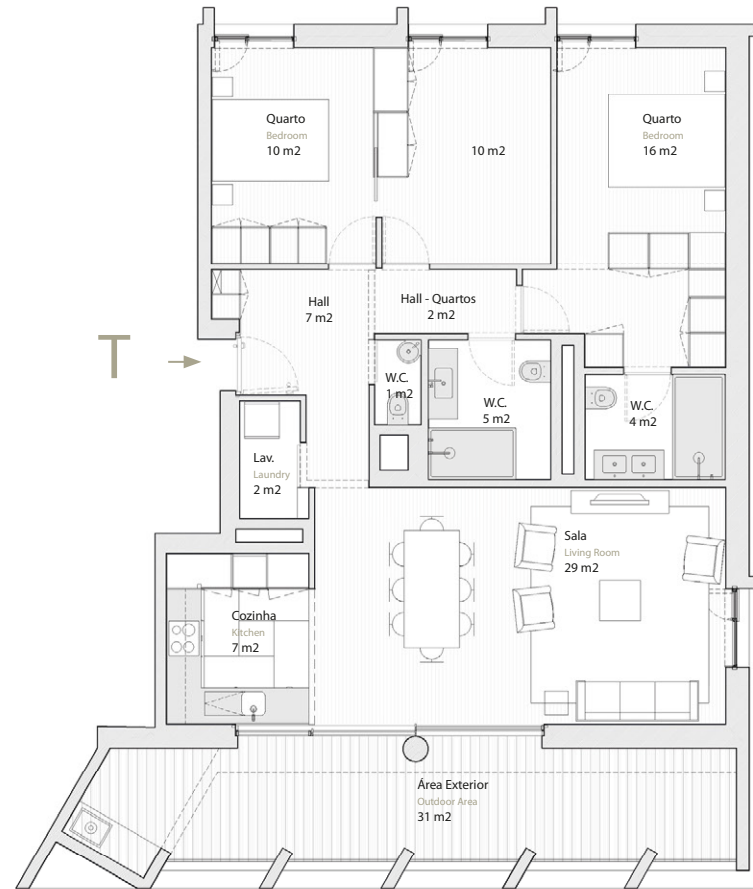 Quarto
Bedroom
10 m2
10 m2
Quarto
Bedroom
16 m2
Hall
7 m2
Hall - Quartos
2 m2
T
W.C.
1 m2
W.C.
5 m2
W.C.
4 m2
Lav.
Laundry
2 m2
Sala
Living Room
29 m2
Cozinha
Kitchen
7 m2
Área Exterior
Outdoor Area
31 m2